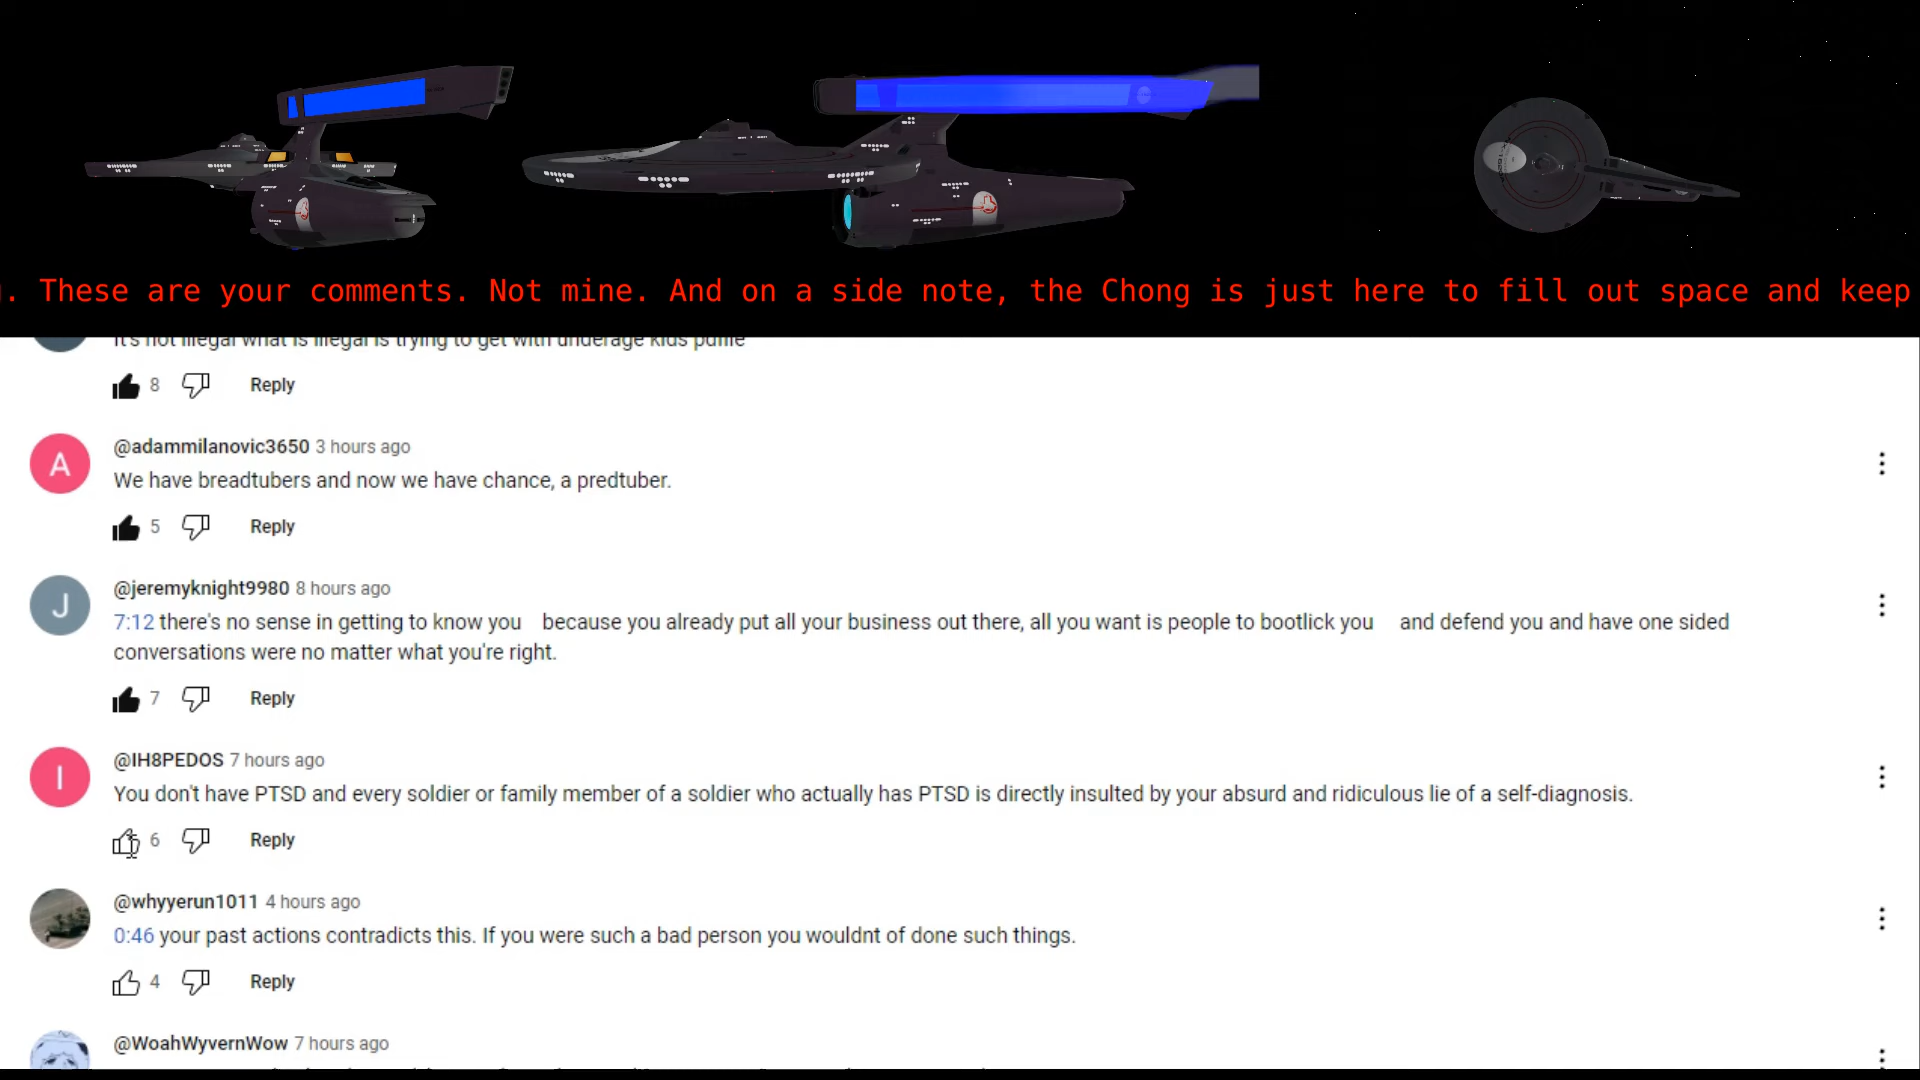 . These are your comments. Not mine. And on a side note, the Chong is just here to fill out space and keep
It's not illegal what is illegal is trying to get with underage kids pdfile
8 Reply
A @adammilanovic3650 3 hours ago
We have breadtubers and now we have chance, a predtuber.
5 Reply
J @jeremyknight9980 8 hours ago
7:12 there's no sense in getting to know you because you already put all your business out there, all you want is people to bootlick you and defend you and have one sided
conversations were no matter what you're right.
7 Reply
I @IH8PEDOS 7 hours ago
You don't have PTSD and every soldier or family member of a soldier who actually has PTSD is directly insulted by your absurd and ridiculous lie of a self-diagnosis.
6 Reply
@whyyerun1011 4 hours ago
0:46 your past actions contradicts this. If you were such a bad person you wouldnt of done such things.
4 Reply
@WoahWyvernWow 7 hours ago